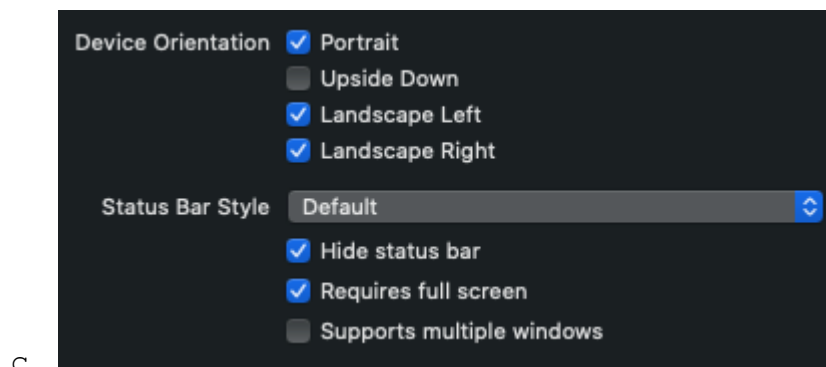 Device Orientation Portrait
Upside Down
Landscape Left
Landscape Right
Status Bar Style Default
Hide status bar
Requires full screen
Supports multiple windows